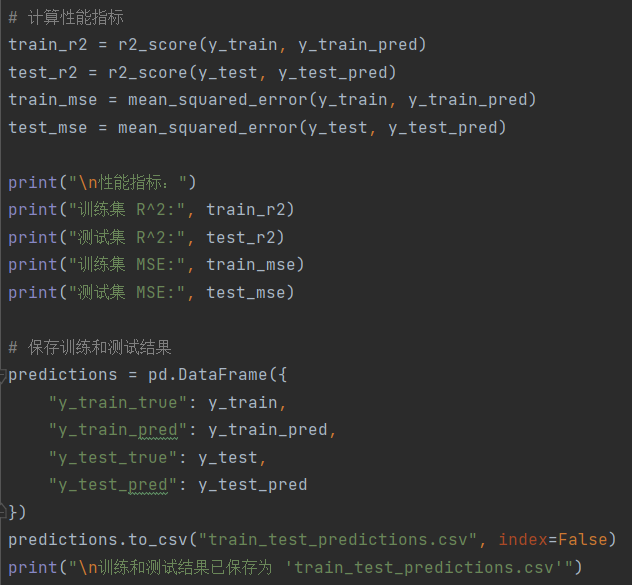 # 计算性能指标
train_r2 = r2_score(y_train, y_train_pred)
test_r2 = r2_score(y_test, y_test_pred)
train_mse = mean_squared_error(y_train, y_train_pred)
test_mse = mean_squared_error(y_test, y_test_pred)

print("\n性能指标：")
print("训练集 R^2:", train_r2)
print("测试集 R^2:", test_r2)
print("训练集 MSE:", train_mse)
print("测试集 MSE:", test_mse)

# 保存训练和测试结果
predictions = pd.DataFrame({
    "y_train_true": y_train,
    "y_train_pred": y_train_pred,
    "y_test_true": y_test,
    "y_test_pred": y_test_pred
})
predictions.to_csv("train_test_predictions.csv", index=False)
print("\n训练和测试结果已保存为 'train_test_predictions.csv'")